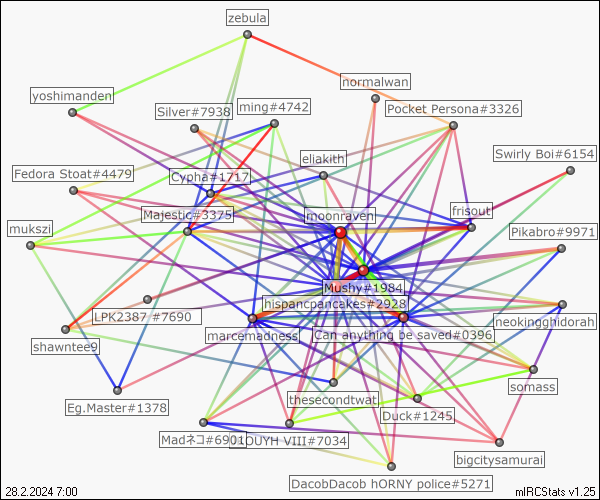 zebula
yoshimanden
normalwan
Silver#7938
ming#4742
Pocket Persona#3326
eliakith
Swirly Boi#6154
Fedora Stoat#4479
Cypha#1717
Majestic#3375
moonraven
frisout
mukszi
Pikabro#9971
Mushy#1984
hispancpancakes#2928
LPK2387 #7690
neokingghidorah
marcemadness
Can anything be saved#0396
Shawntee9
somass
thesecondtwat
Eg.Master#1378
Duck#1245
Madネコ#6901
OUYH VIII#7034
bigcitysamurai
DacobDacob hORNY police#5271
28.2.2024 7:00
mIRCStats v1.25